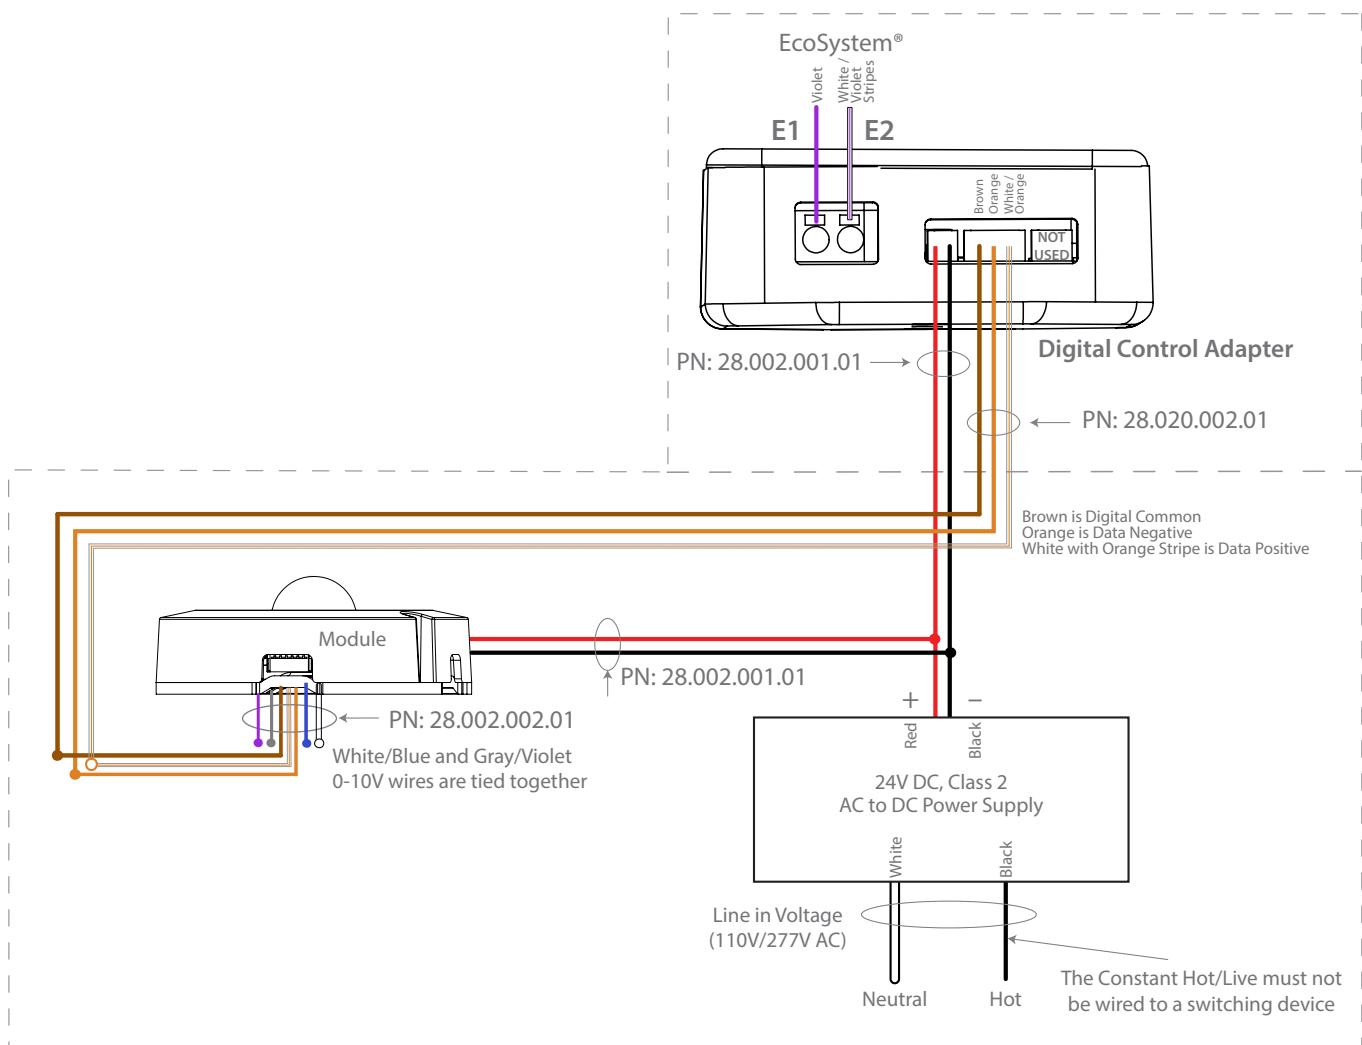 EcoSystem®
Violet
White /
Violet
Stripes
E1
E2
Brown
Orange
White /
Orange
NOT
USED
Digital Control Adapter
PN: 28.002.001.01
PN: 28.020.002.01
Brown is Digital Common
Orange is Data Negative
White with Orange Stripe is Data Positive
Module
PN: 28.002.001.01
PN: 28.002.002.01
White/Blue and Gray/Violet
0-10V wires are tied together
+
–
Red
Black
24V DC, Class 2
AC to DC Power Supply
White
Black
Line in Voltage
(110V/277V AC)
Neutral
Hot
The Constant Hot/Live must not
be wired to a switching device